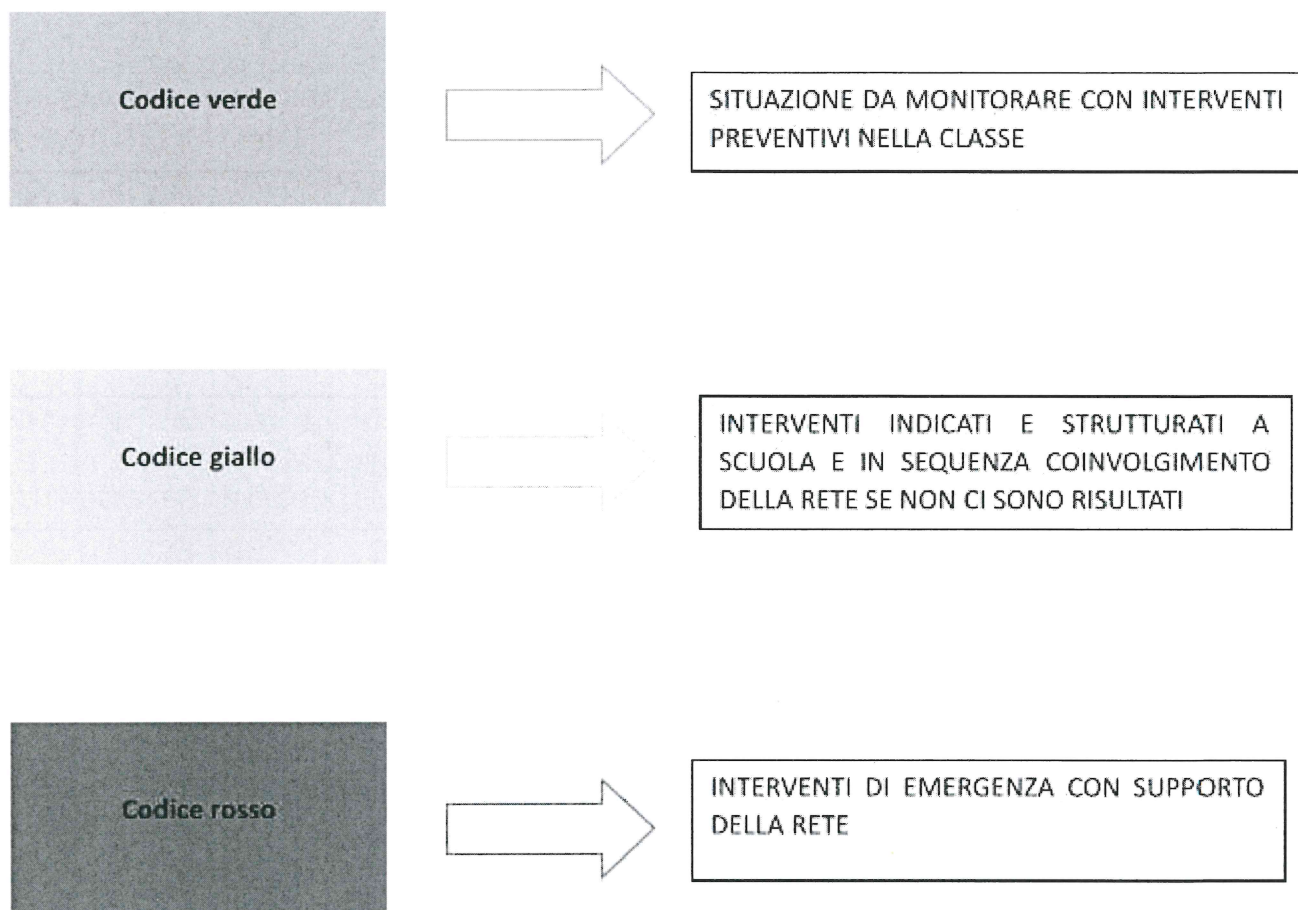 Codice verde
SITUAZIONE DA MONITORARE CON INTERVENTI
PREVENTIVI NELLA CLASSE
Codice giallo
INTERVENTI INDICATI E STRUTTURATI A
SCUOLA E IN SEQUENZA COINVOLGIMENTO
DELLA RETE SE NON CI SONO RISULTATI
Codice rosso
INTERVENTI DI EMERGENZA CON SUPPORTO
DELLA RETE